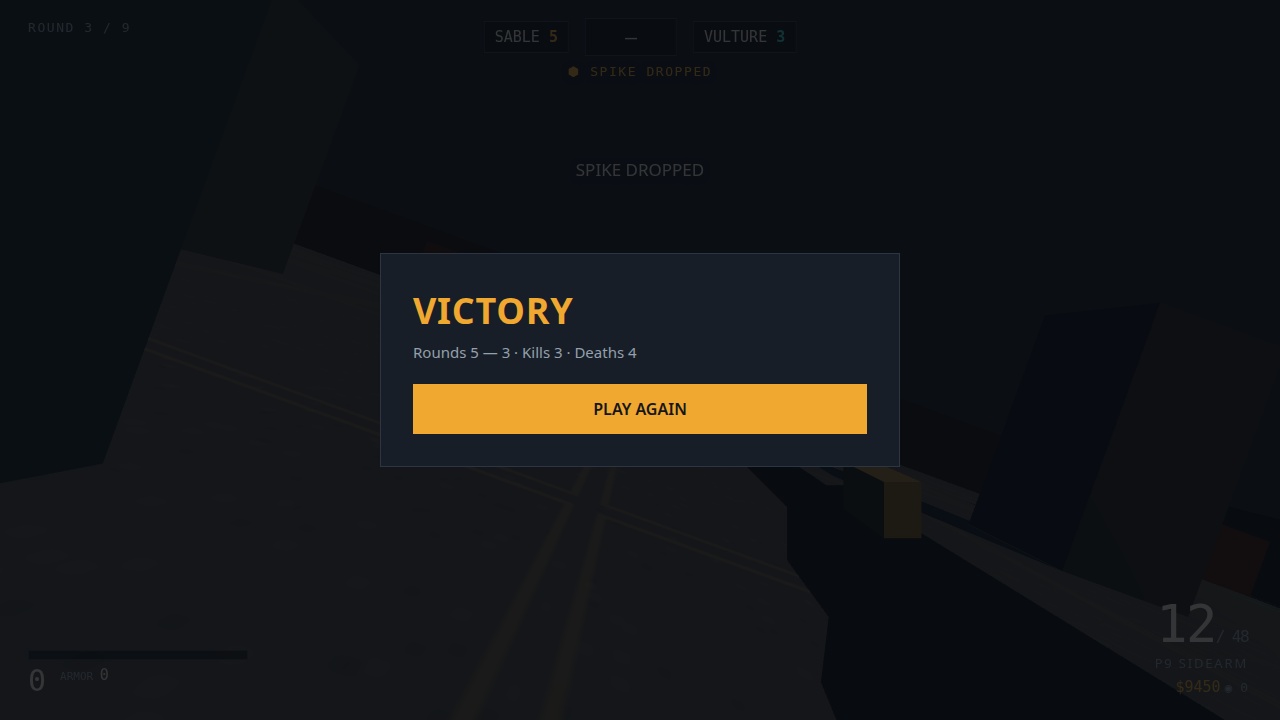 ROUND 3 / 9
SABLE 5
—
VULTURE 3
SPIKE DROPPED
SPIKE DROPPED
VICTORY
Rounds 5 — 3 · Kills 3 · Deaths 4
PLAY AGAIN
0 ARMOR 0
12 / 48
P9 SIDEARM
$9450 ◉ 0